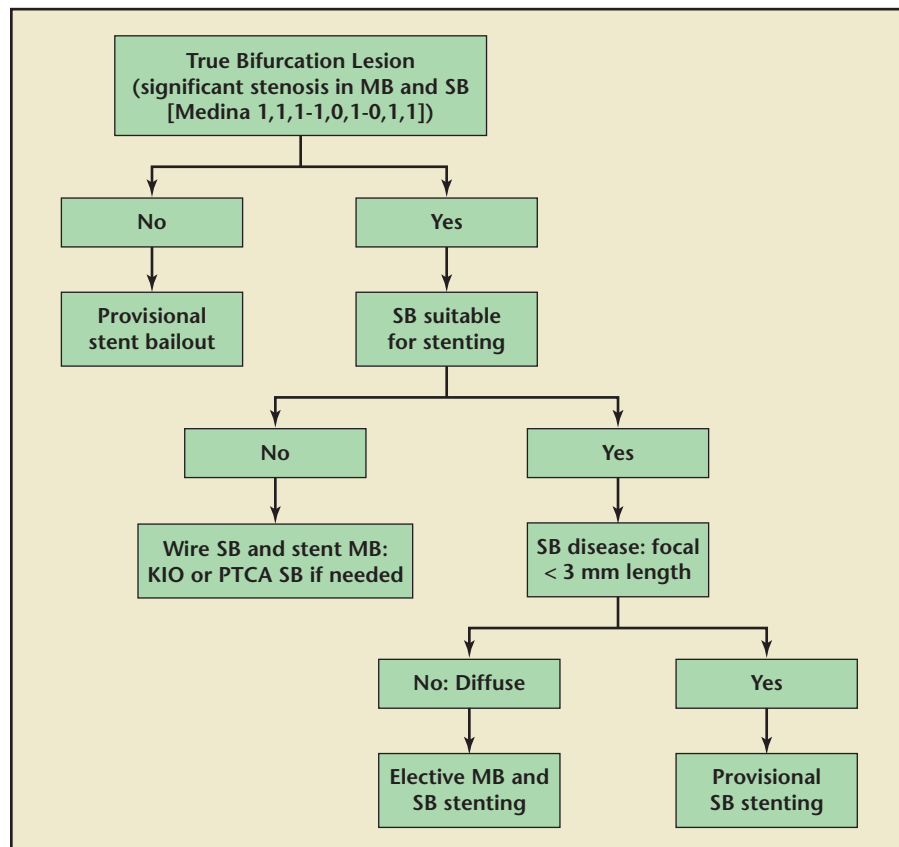 True Bifurcation Lesion
(significant stenosis in MB and SB
[Medina 1,1,1-1,0,1-0,1,1])
No
Yes
Provisional
stent bailout
SB suitable
for stenting
No
Yes
Wire SB and stent MB:
KIO or PTCA SB if needed
SB disease: focal
< 3 mm length
No: Diffuse
Yes
Elective MB and
SB stenting
Provisional
SB stenting